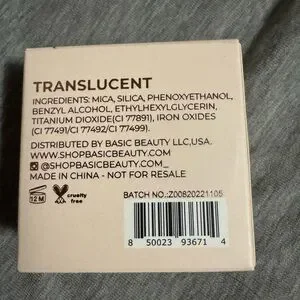 TRANSLUCENT
INGREDIENTS: MICA, SILICA, PHENOXYETHANOL,
BENZYL ALCOHOL, ETHYLHEXYLGLYCERIN,
TITANIUM DIOXIDE(CI 77891), IRON OXIDES
(CI 77491/CI 77492/CI 77499).
DISTRIBUTED BY BASIC BEAUTY LLC,USA.
WWW.SHOPBASICBEAUTY.COM
@SHOPBASICBEAUTY.COM_
MADE IN CHINA - NOT FOR RESALE
12 M
cruelty
free
BATCH NO.:Z00820221105
8 50023 93671 4